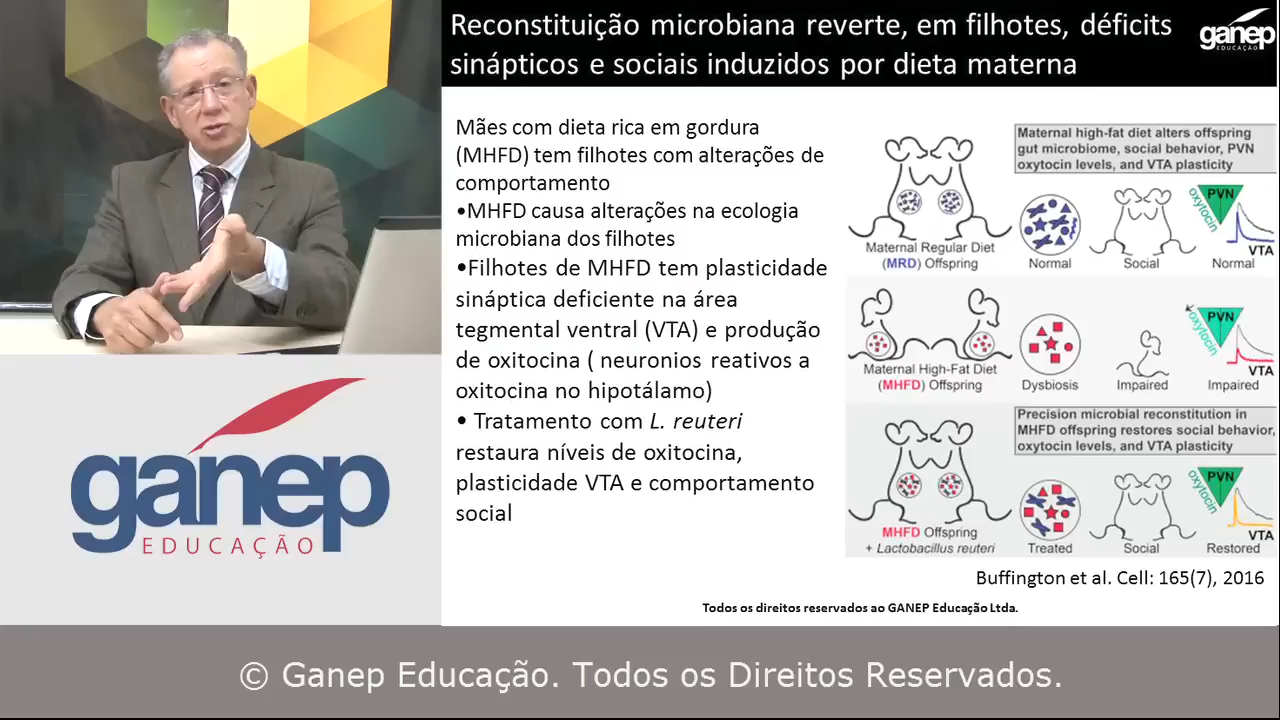 Reconstituição microbiana reverte, em filhotes, déficits
sinápticos e sociais induzidos por dieta materna
ganep
EDUCAÇÃO
Mães com dieta rica em gordura
(MHFD) tem filhotes com alterações de
comportamento
•MHFD causa alterações na ecologia
microbiana dos filhotes
•Filhotes de MHFD tem plasticidade
sináptica deficiente na área
tegmental ventral (VTA) e produção
de oxitocina ( neuronios reativos a
oxitocina no hipotálamo)
• Tratamento com L. reuteri
restaura níveis de oxitocina,
plasticidade VTA e comportamento
social
Maternal high-fat diet alters offspring
gut microbiome, social behavior, PVN
oxytocin levels, and VTA plasticity
Maternal Regular Diet
(MRD) Offspring
Normal
Social
oxytocin
PVN
VTA
Normal
Maternal High-Fat Diet
(MHFD) Offspring
Dysbiosis
Impaired
oxytocin
PVN
VTA
Impaired
Precision microbial reconstitution in
MHFD offspring restores social behavior,
oxytocin levels, and VTA plasticity
MHFD Offspring
+ Lactobacillus reuteri
Treated
Social
oxytocin
PVN
VTA
Restored
Buffington et al. Cell: 165(7), 2016
Todos os direitos reservados ao GANEP Educação Ltda.
ganep
EDUCAÇÃO
© Ganep Educação. Todos os Direitos Reservados.